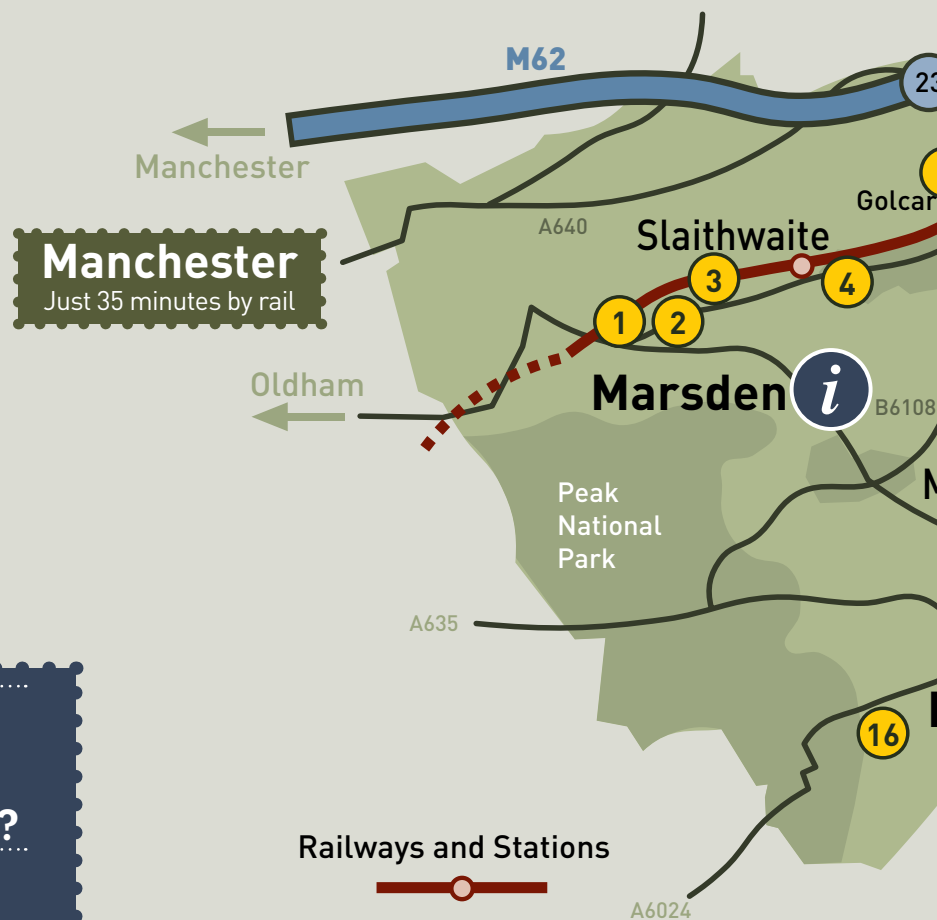 M62
23
Manchester
Golcar
A640
Slaithwaite
Manchester
Just 35 minutes by rail
3
4
1
2
Oldham
Marsden
i
B6108
Peak
National
Park
A635
16
?
Railways and Stations
A6024